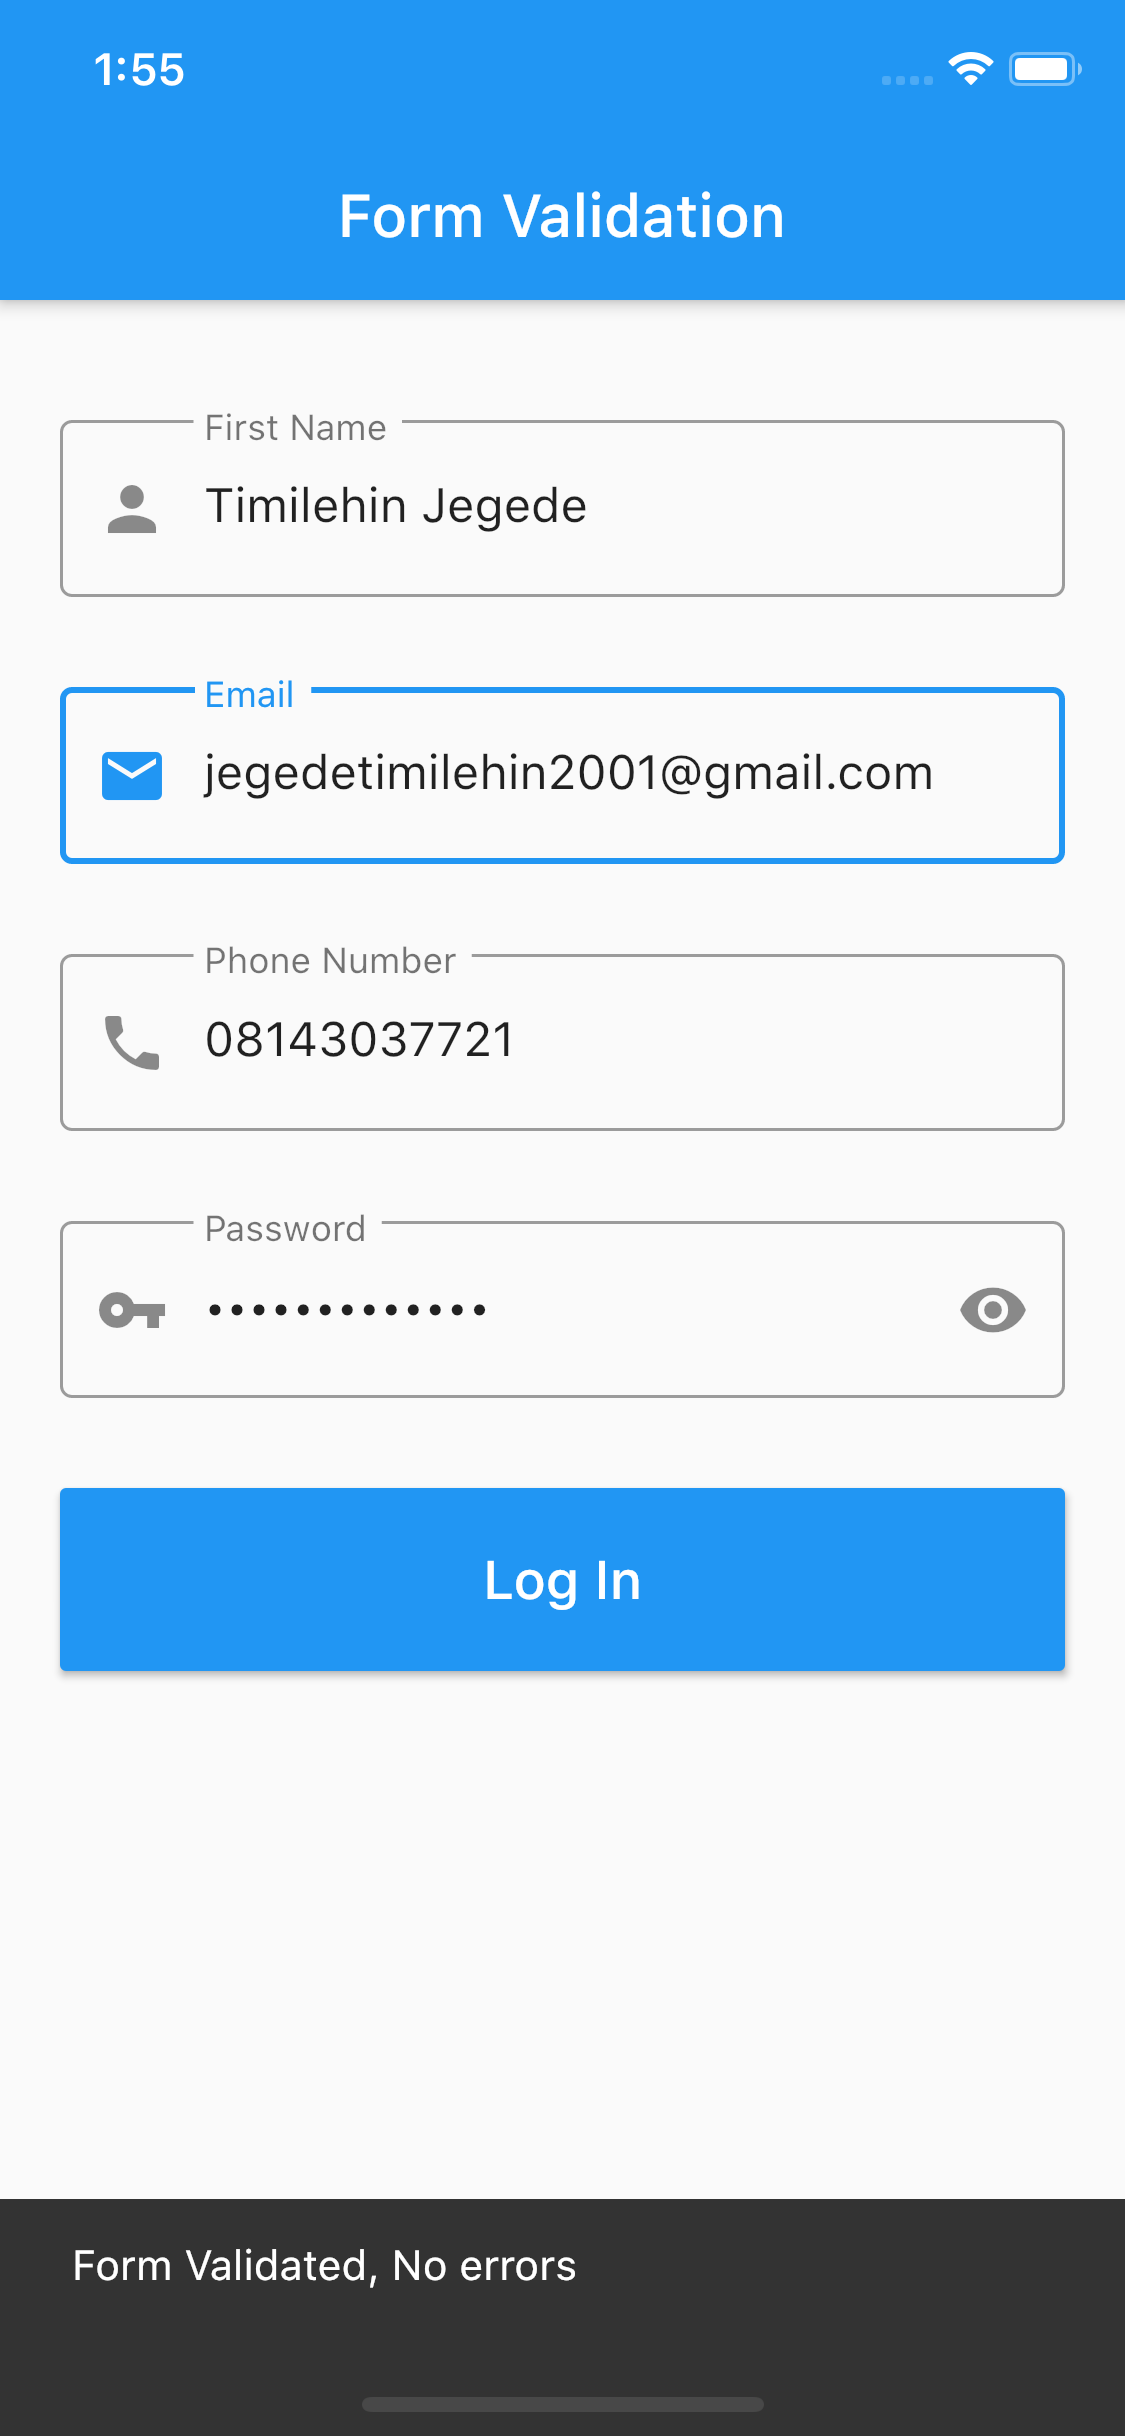 1:55
Form Validation
First Name
Timilehin Jegede
Email
jegedetimilehin2001@gmail.com
Phone Number
08143037721
Password
•••••••••••••
Log In
Form Validated, No errors